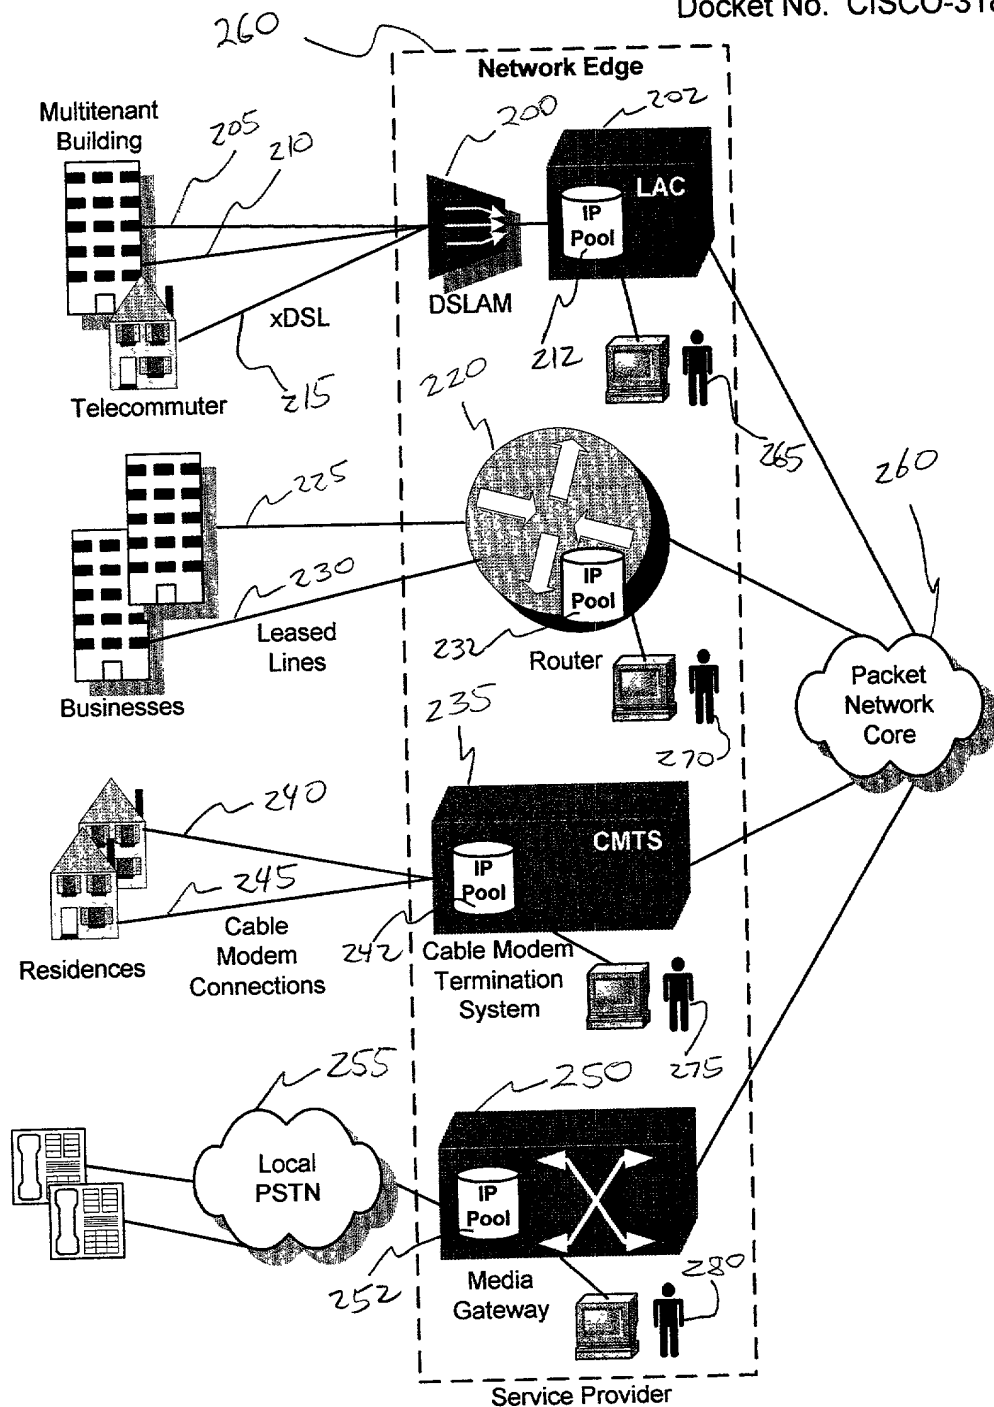 Docket No. CISCO-318
260
Network Edge
Multitenant
Building
205
210
200
202
LAC
IP
Pool
DSLAM
xDSL
212
215
Telecommuter
265
220
225
260
230
IP
Pool
Leased
Lines
232
Router
Businesses
Packet
Network
Core
235
270
240
CMTS
IP
Pool
245
Cable
Modem
Connections
242
Cable Modem
Termination
System
Residences
275
255
250
Local
PSTN
IP
Pool
252
Media
Gateway
280
Service Provider